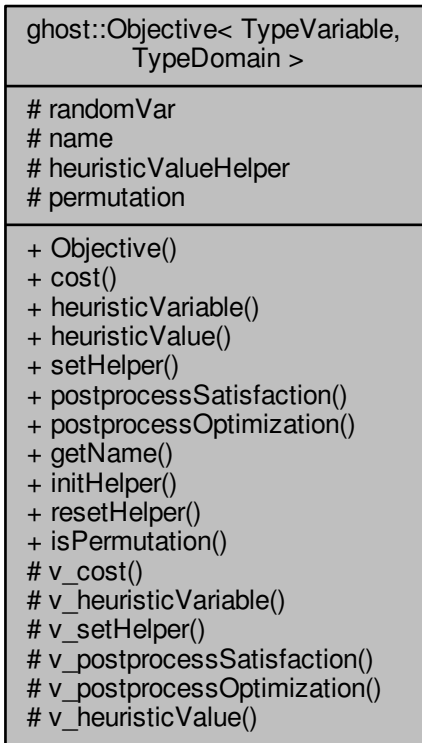 ghost::Objective< TypeVariable,
TypeDomain >
# randomVar
# name
# heuristicValueHelper
# permutation
+ Objective()
+ cost()
+ heuristicVariable()
+ heuristicValue()
+ setHelper()
+ postprocessSatisfaction()
+ postprocessOptimization()
+ getName()
+ initHelper()
+ resetHelper()
+ isPermutation()
# v_cost()
# v_heuristicVariable()
# v_setHelper()
# v_postprocessSatisfaction()
# v_postprocessOptimization()
# v_heuristicValue()